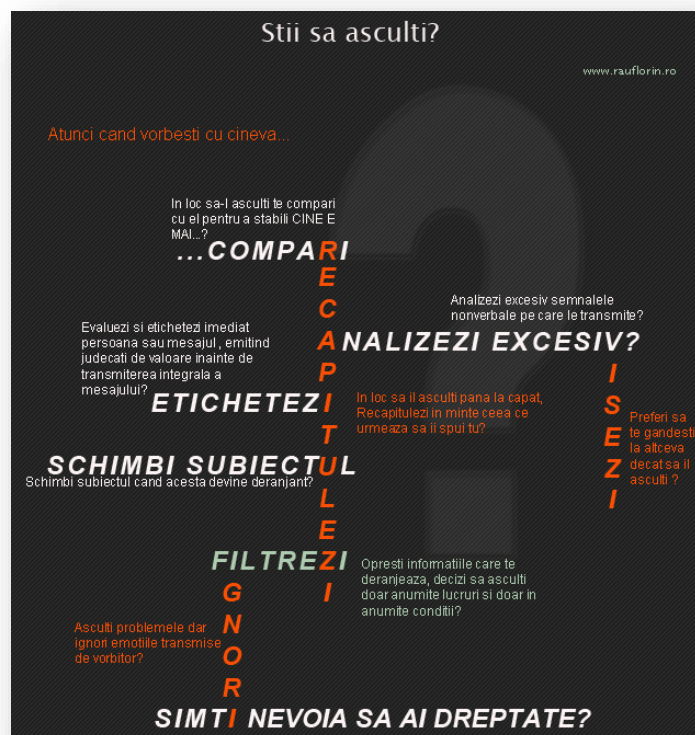 Stii sa asculti?
www.rauflorin.ro
Atunci cand vorbesti cu cineva...
In loc sa-l asculti te compari
cu el pentru a stabili CINE E
MAI...?
...COMPARI
RECAPITULEZI
Analizezi excesiv semnalele
nonverbale pe care le transmite?
ANALIZEZI EXCESIV?
Evaluezi si etichetezi imediat
persoana sau mesajul , emitind
judecati de valoare inainte de
transmiterea integrala a
mesajului?
ETICHETEZI
In loc sa il asculti pana la capat,
Recapitulezi in minte ceea ce
urmeaza sa ii spui tu?
VISEZI
Preferi sa
te gandesti
la altceva
decat sa il
asculti ?
SCHIMBI SUBIECTUL
Schimbi subiectul cand acesta devine deranjant?
FILTREZI
Opresti informatiile care te
deranjeaza, decizi sa asculti
doar anumite lucruri si doar in
anumite conditii?
IGNORI
Asculti problemele dar
ignori emotiile transmise
de vorbitor?
SIMTI NEVOIA SA AI DREPTATE?